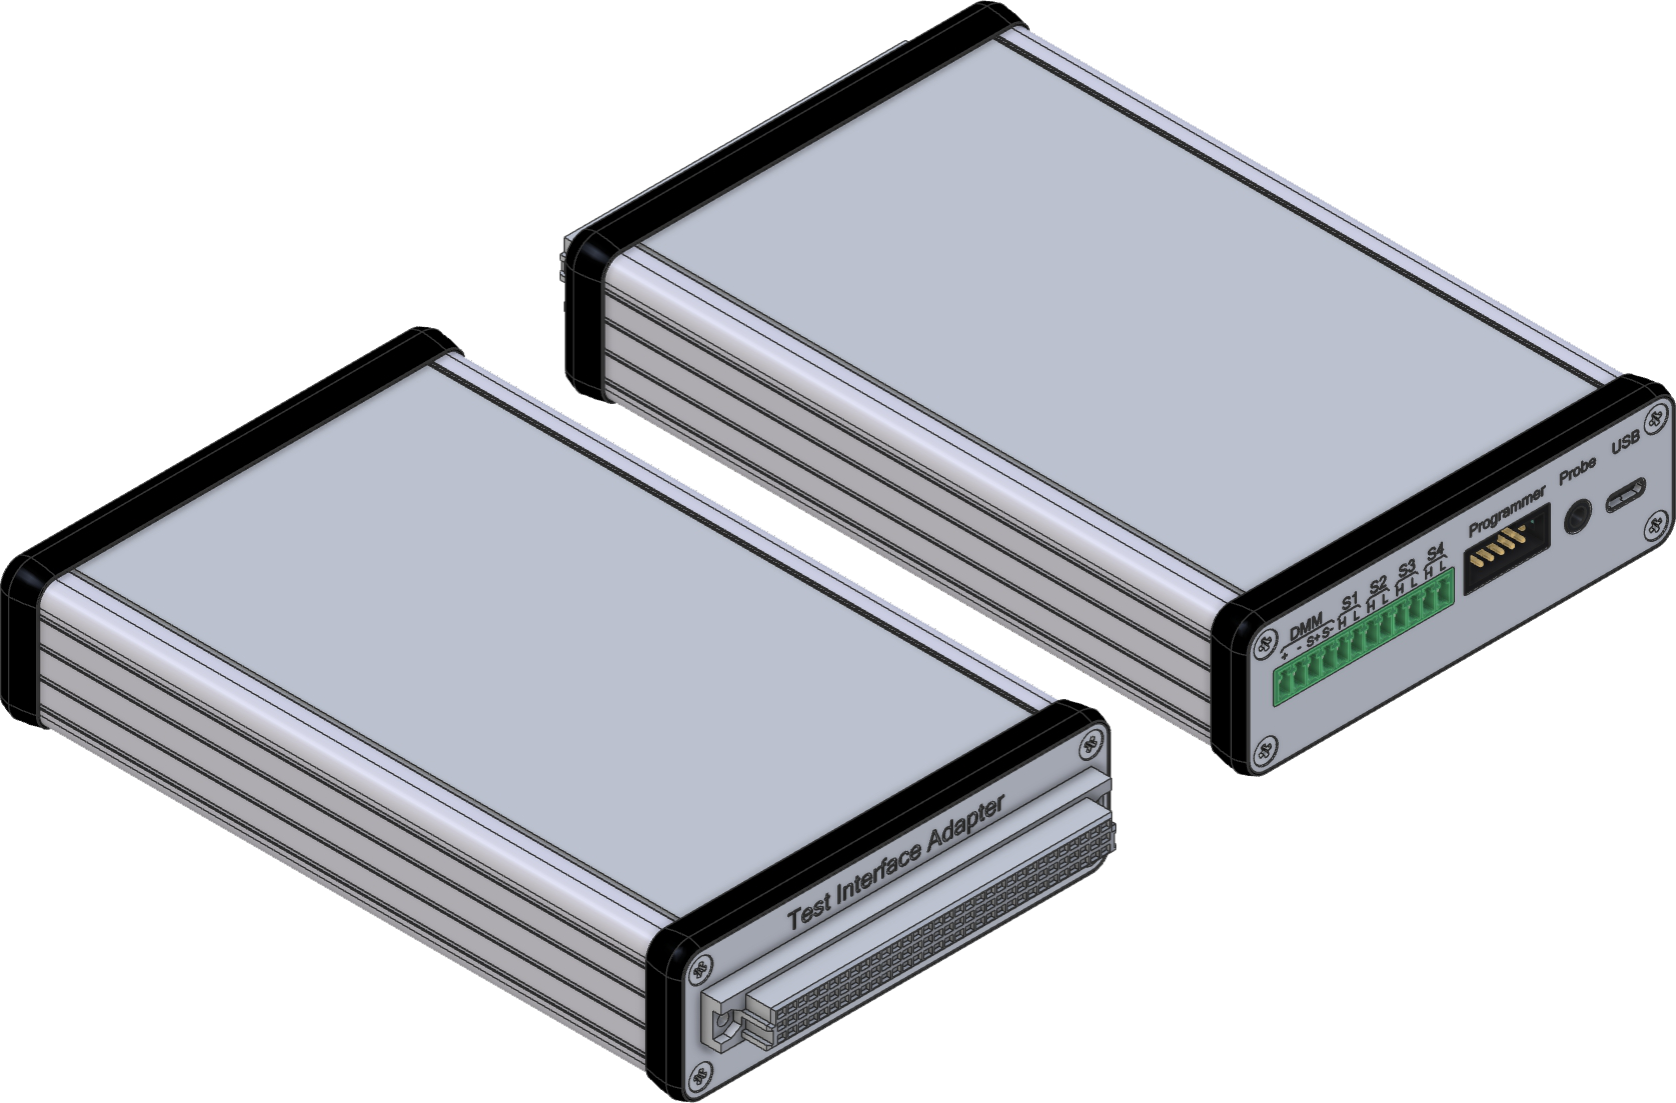 USB
Probe
Programmer
DMM S1 S2 S3 S4
+ - S+ S- H L H L H L H L
Test Interface Adapter